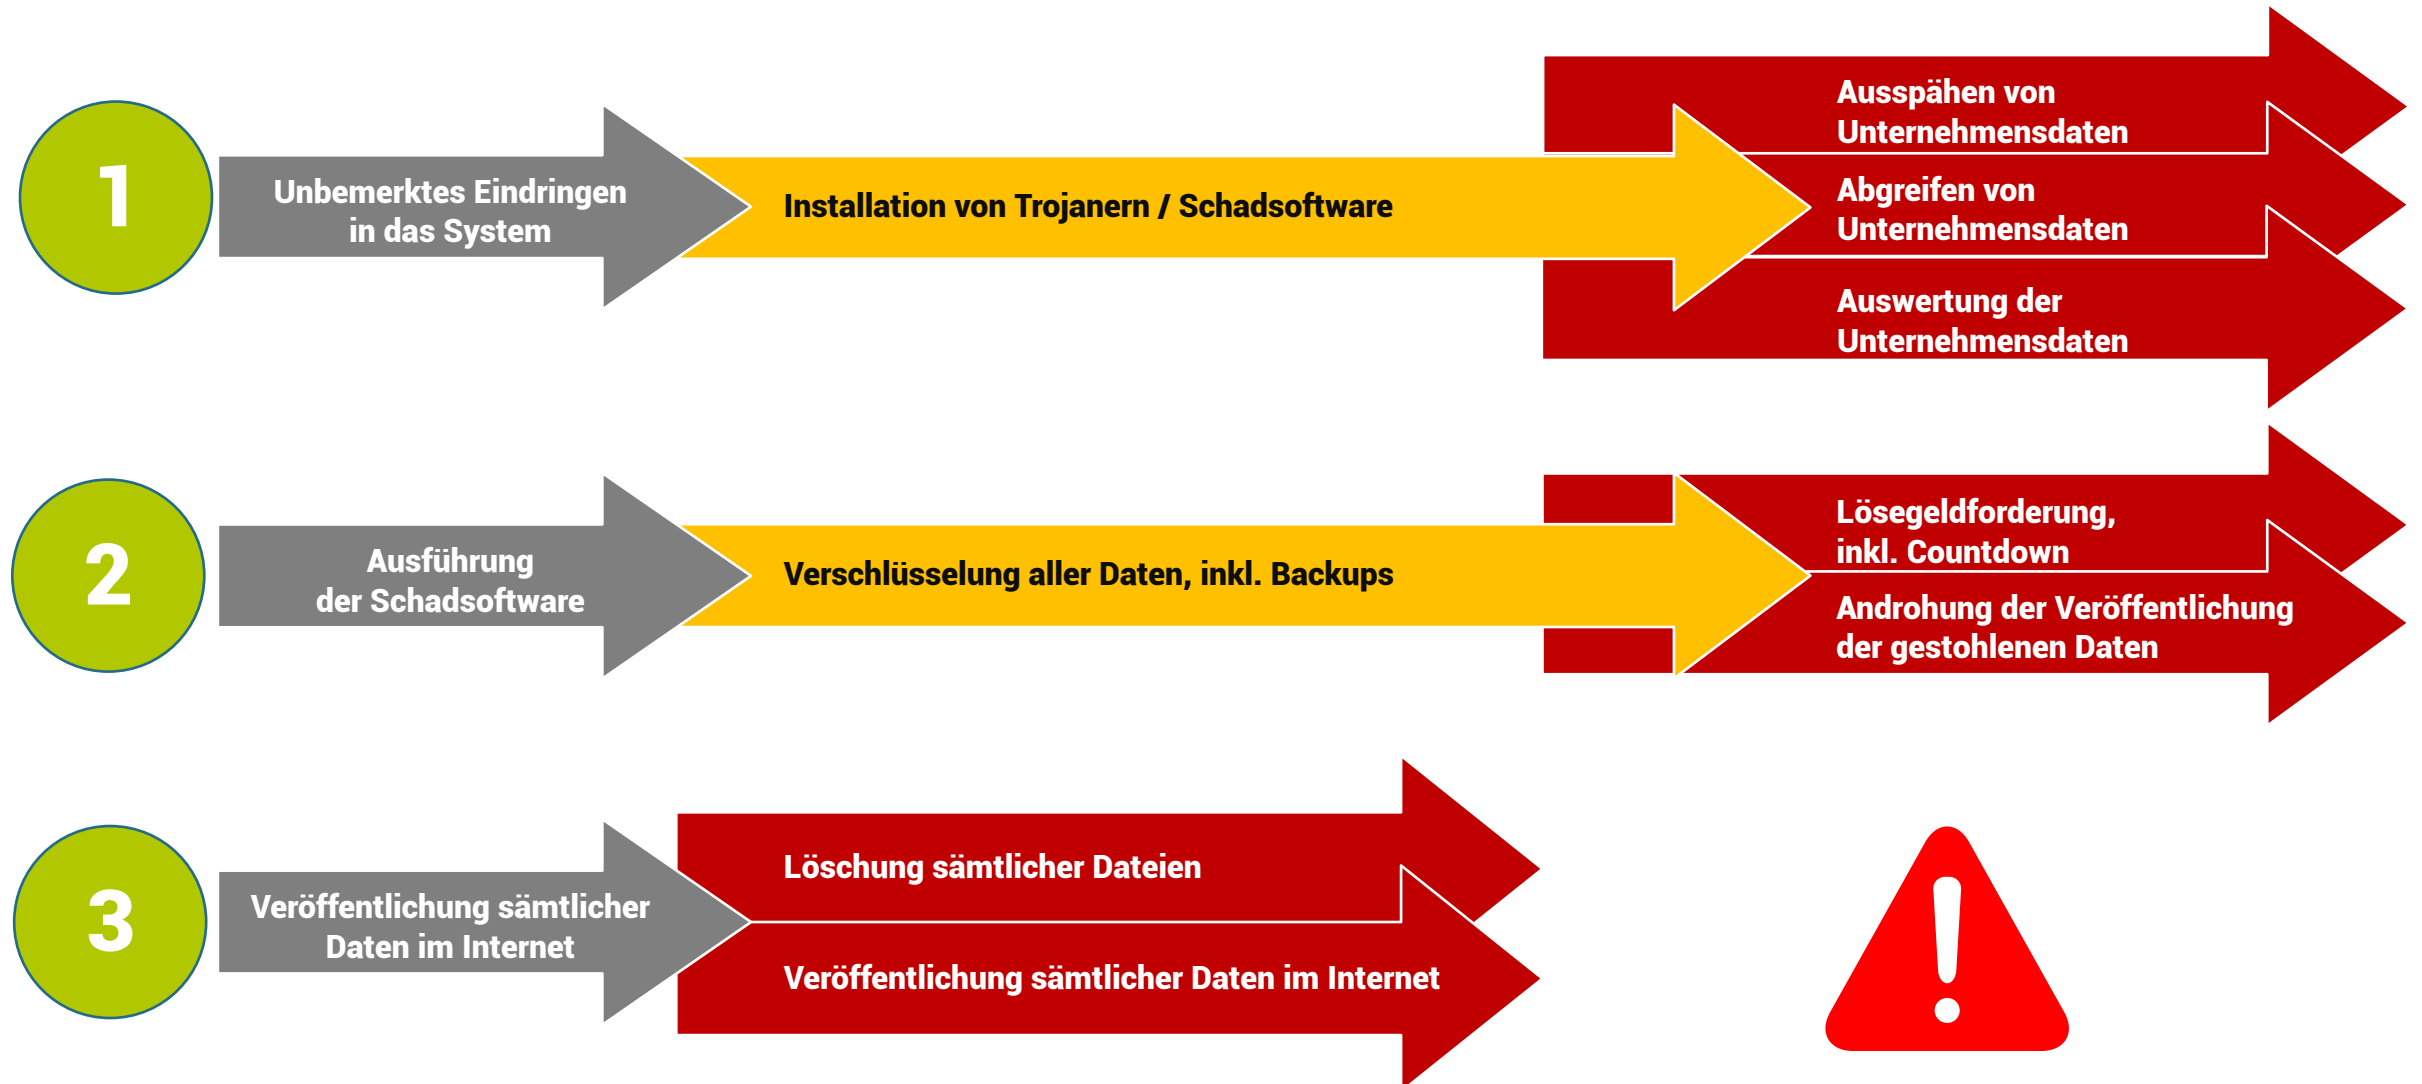 1
Unbemerktes Eindringen
in das System
Installation von Trojanern / Schadsoftware
Ausspähen von
Unternehmensdaten
Abgreifen von
Unternehmensdaten
Auswertung der
Unternehmensdaten
2
Ausführung
der Schadsoftware
Verschlüsselung aller Daten, inkl. Backups
Lösegeldforderung,
inkl. Countdown
Androhung der Veröffentlichung
der gestohlenen Daten
3
Veröffentlichung sämtlicher
Daten im Internet
Löschung sämtlicher Dateien
Veröffentlichung sämtlicher Daten im Internet